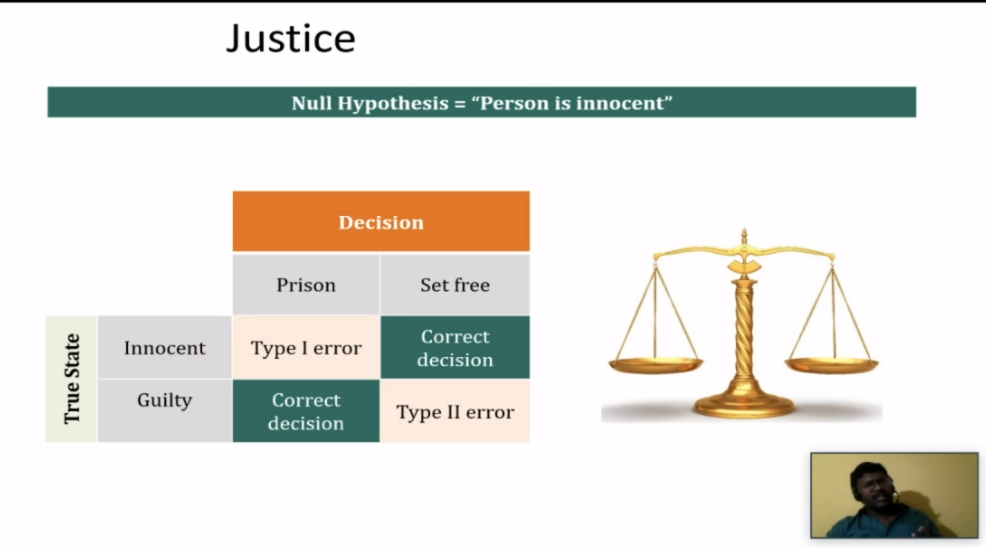 Justice
Null Hypothesis = “Person is innocent”
Decision
Prison
Set free
True State
Innocent
Type I error
Correct
decision
Guilty
Correct
decision
Type II error